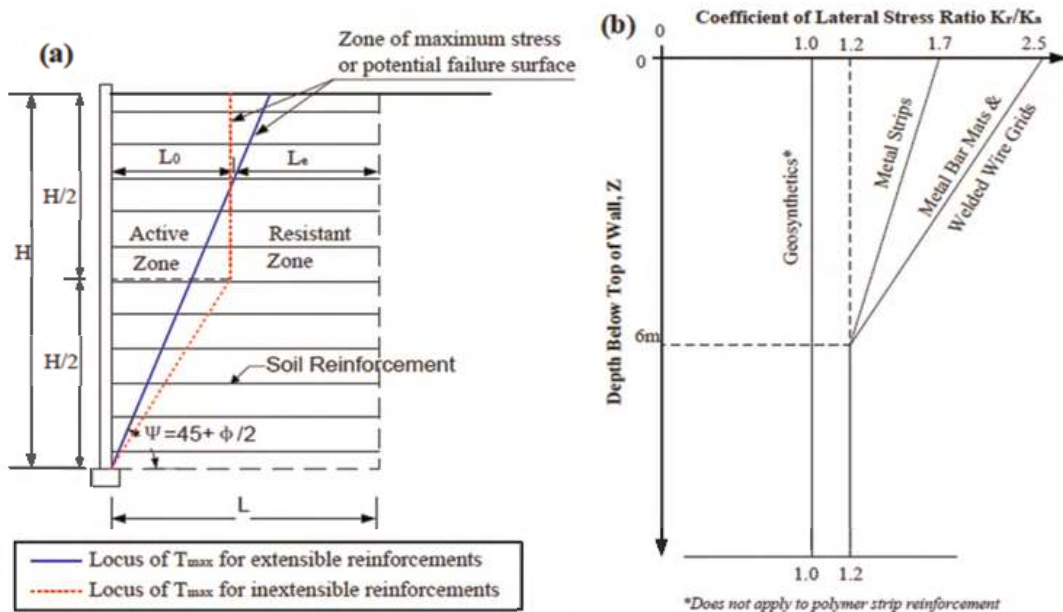 (a)
Zone of maximum stress
or potential failure surface
L₀
Lₑ
H/2
H
Active
Zone
Resistant
Zone
H/2
Soil Reinforcement
Ψ=45+ φ/2
L
Locus of Tmax for extensible reinforcements
Locus of Tmax for inextensible reinforcements
(b)
Coefficient of Lateral Stress Ratio Kr/Ka
0
1.0
1.2
1.7
2.5
0
Depth Below Top of Wall, Z
6m
Geosynthetics*
Metal Strips
Metal Bar Mats &
Welded Wire Grids
1.0
1.2
*Does not apply to polymer strip reinforcement